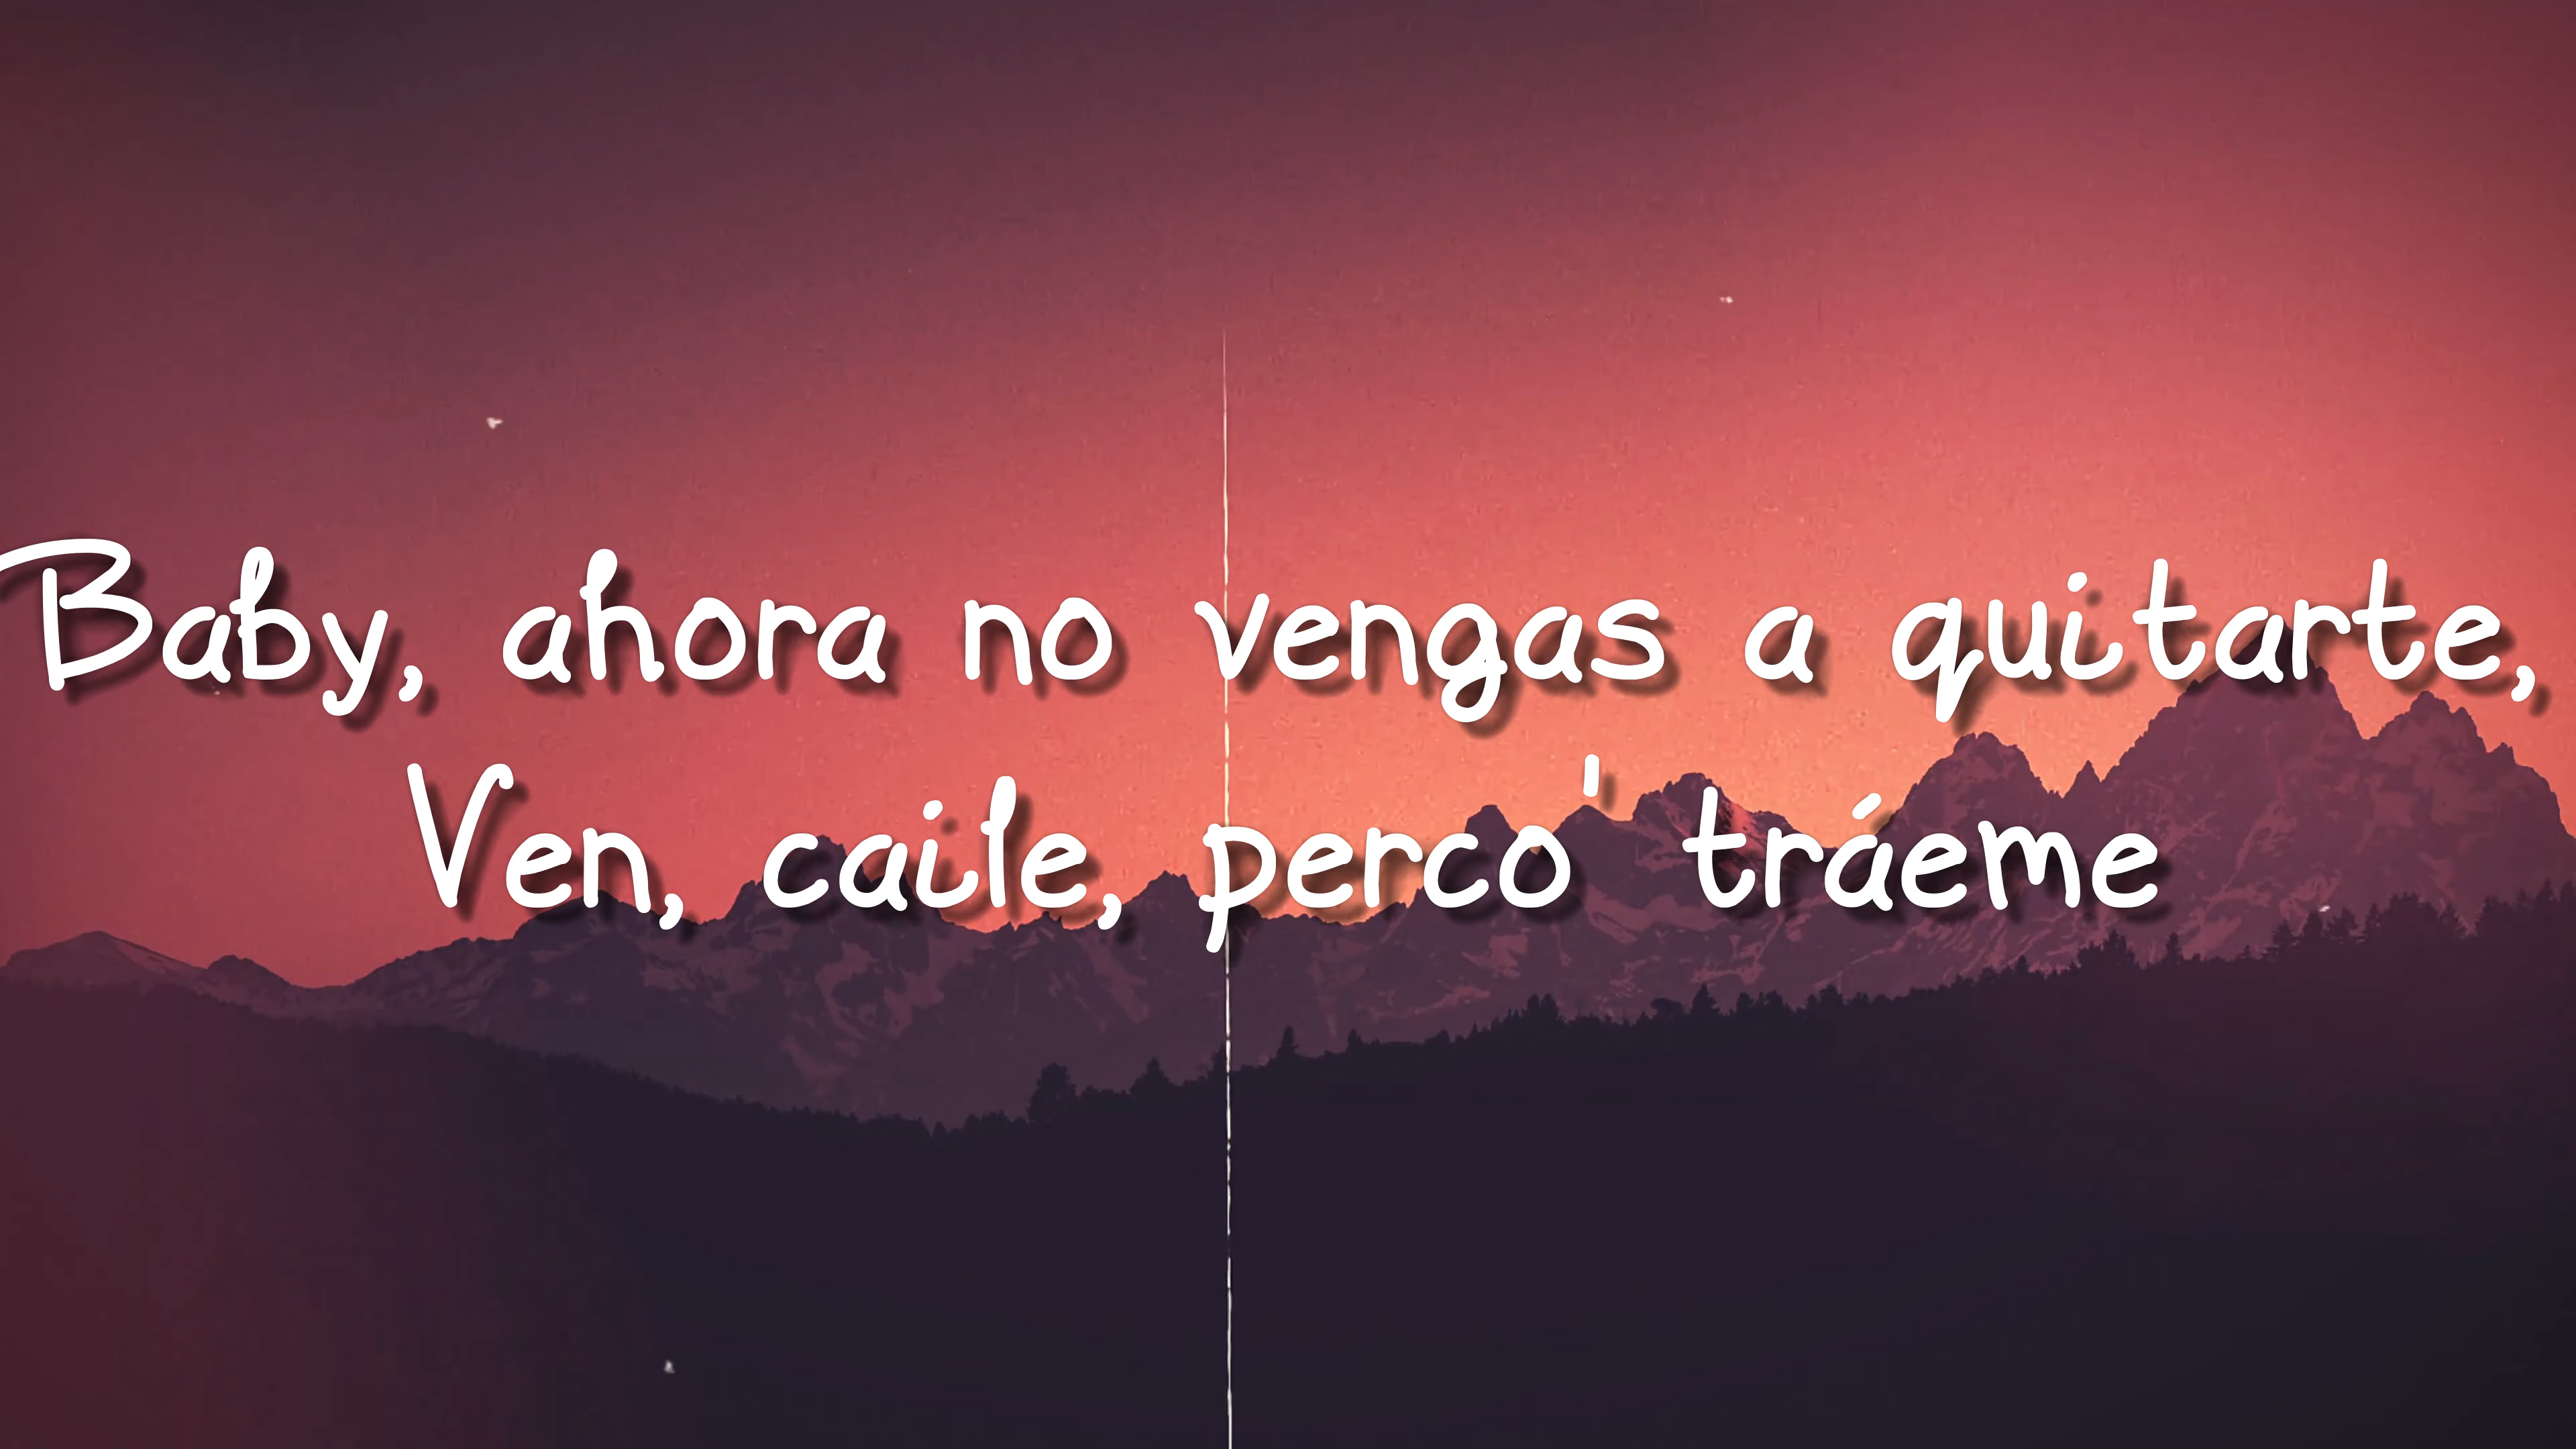 Baby, ahora no vengas a quitarte,
Ven, caile, perco' tráeme